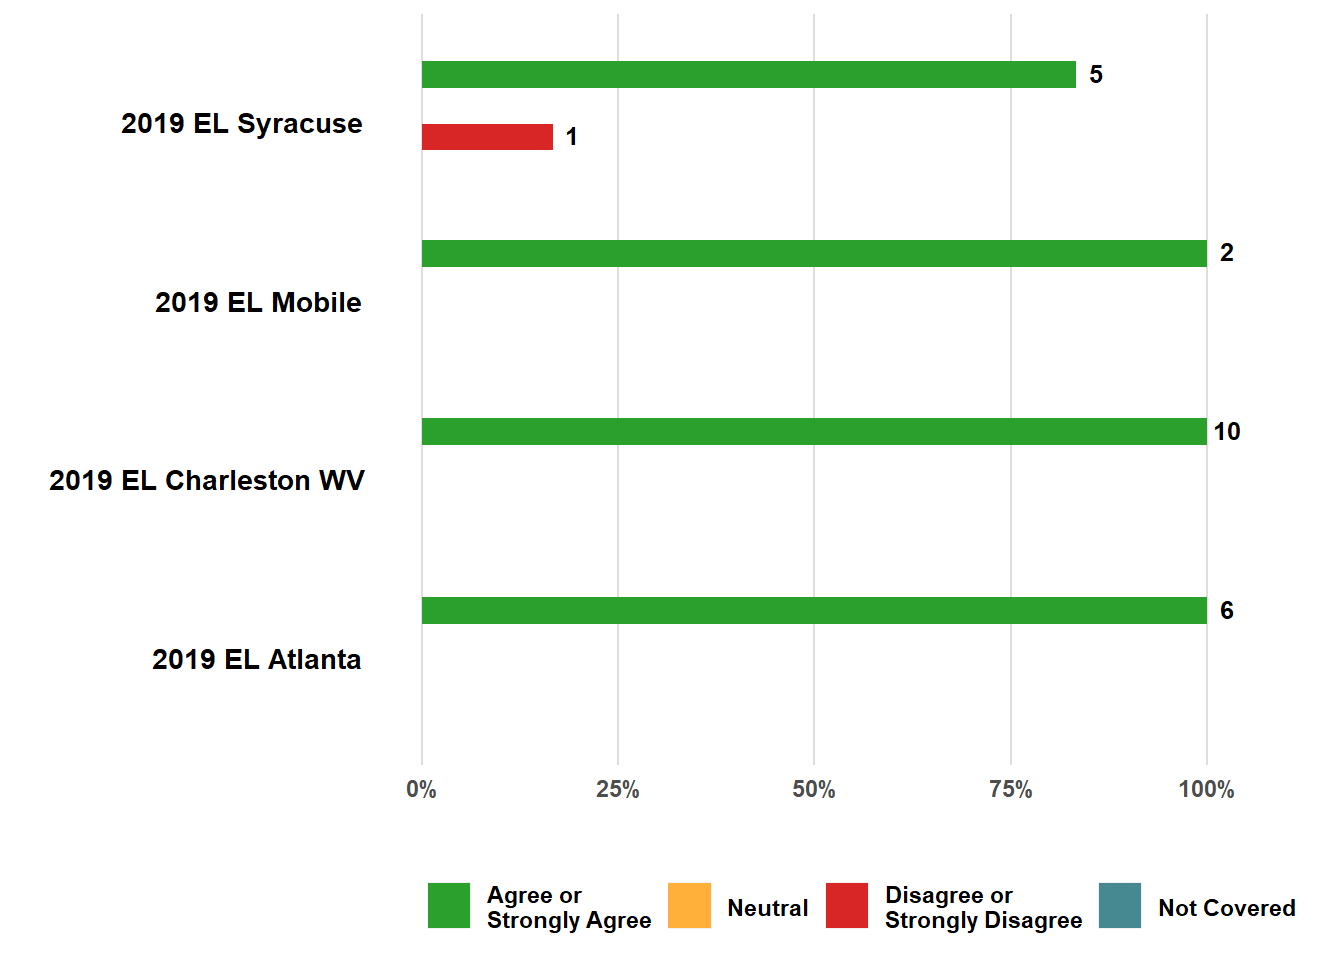 5
2019 EL Syracuse
1
2
2019 EL Mobile
10
2019 EL Charleston WV
6
2019 EL Atlanta
0% 25% 50% 75% 100%
Agree or
Strongly Agree
Neutral
Disagree or
Strongly Disagree
Not Covered